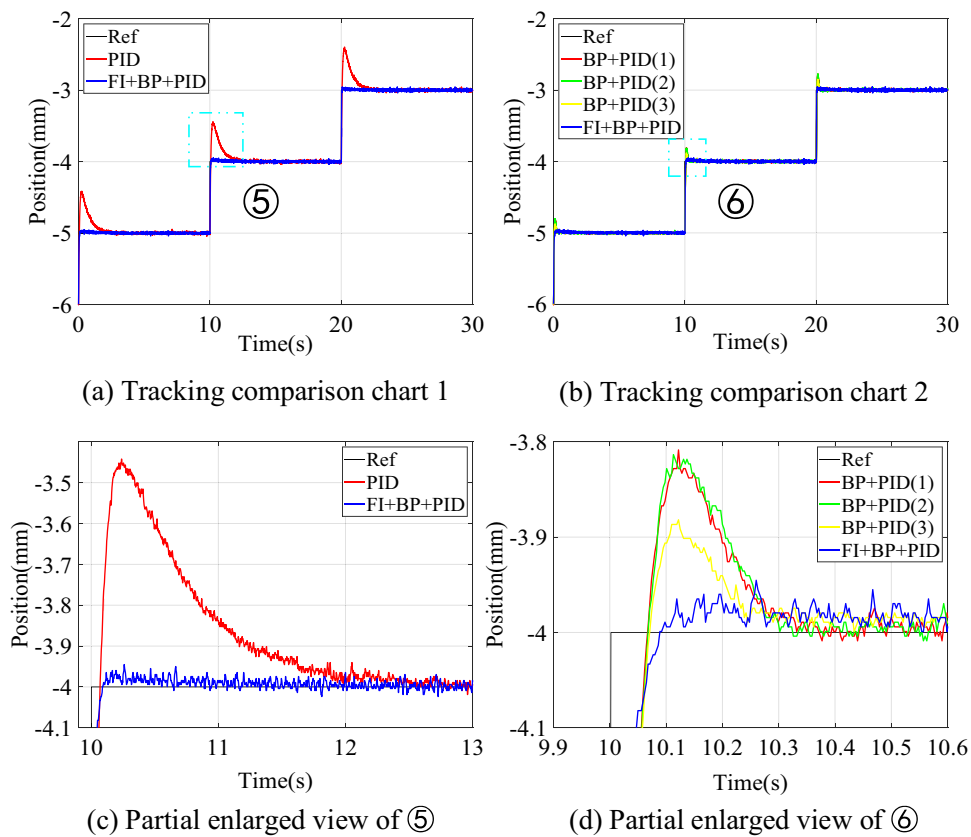 -2
-3
-4
-5
-6
Position(mm)
Ref
PID
FI+BP+PID
⑤
0
10
20
30
Time(s)
(a) Tracking comparison chart 1
-2
-3
-4
-5
-6
Position(mm)
Ref
BP+PID(1)
BP+PID(2)
BP+PID(3)
FI+BP+PID
⑥
0
10
20
30
Time(s)
(b) Tracking comparison chart 2
-3.5
-3.6
-3.7
-3.8
-3.9
-4
-4.1
Position(mm)
Ref
PID
FI+BP+PID
10
11
12
13
Time(s)
(c) Partial enlarged view of ⑤
-3.8
-3.9
-4
-4.1
Position(mm)
Ref
BP+PID(1)
BP+PID(2)
BP+PID(3)
FI+BP+PID
9.9
10
10.1
10.2
10.3
10.4
10.5
10.6
Time(s)
(d) Partial enlarged view of ⑥